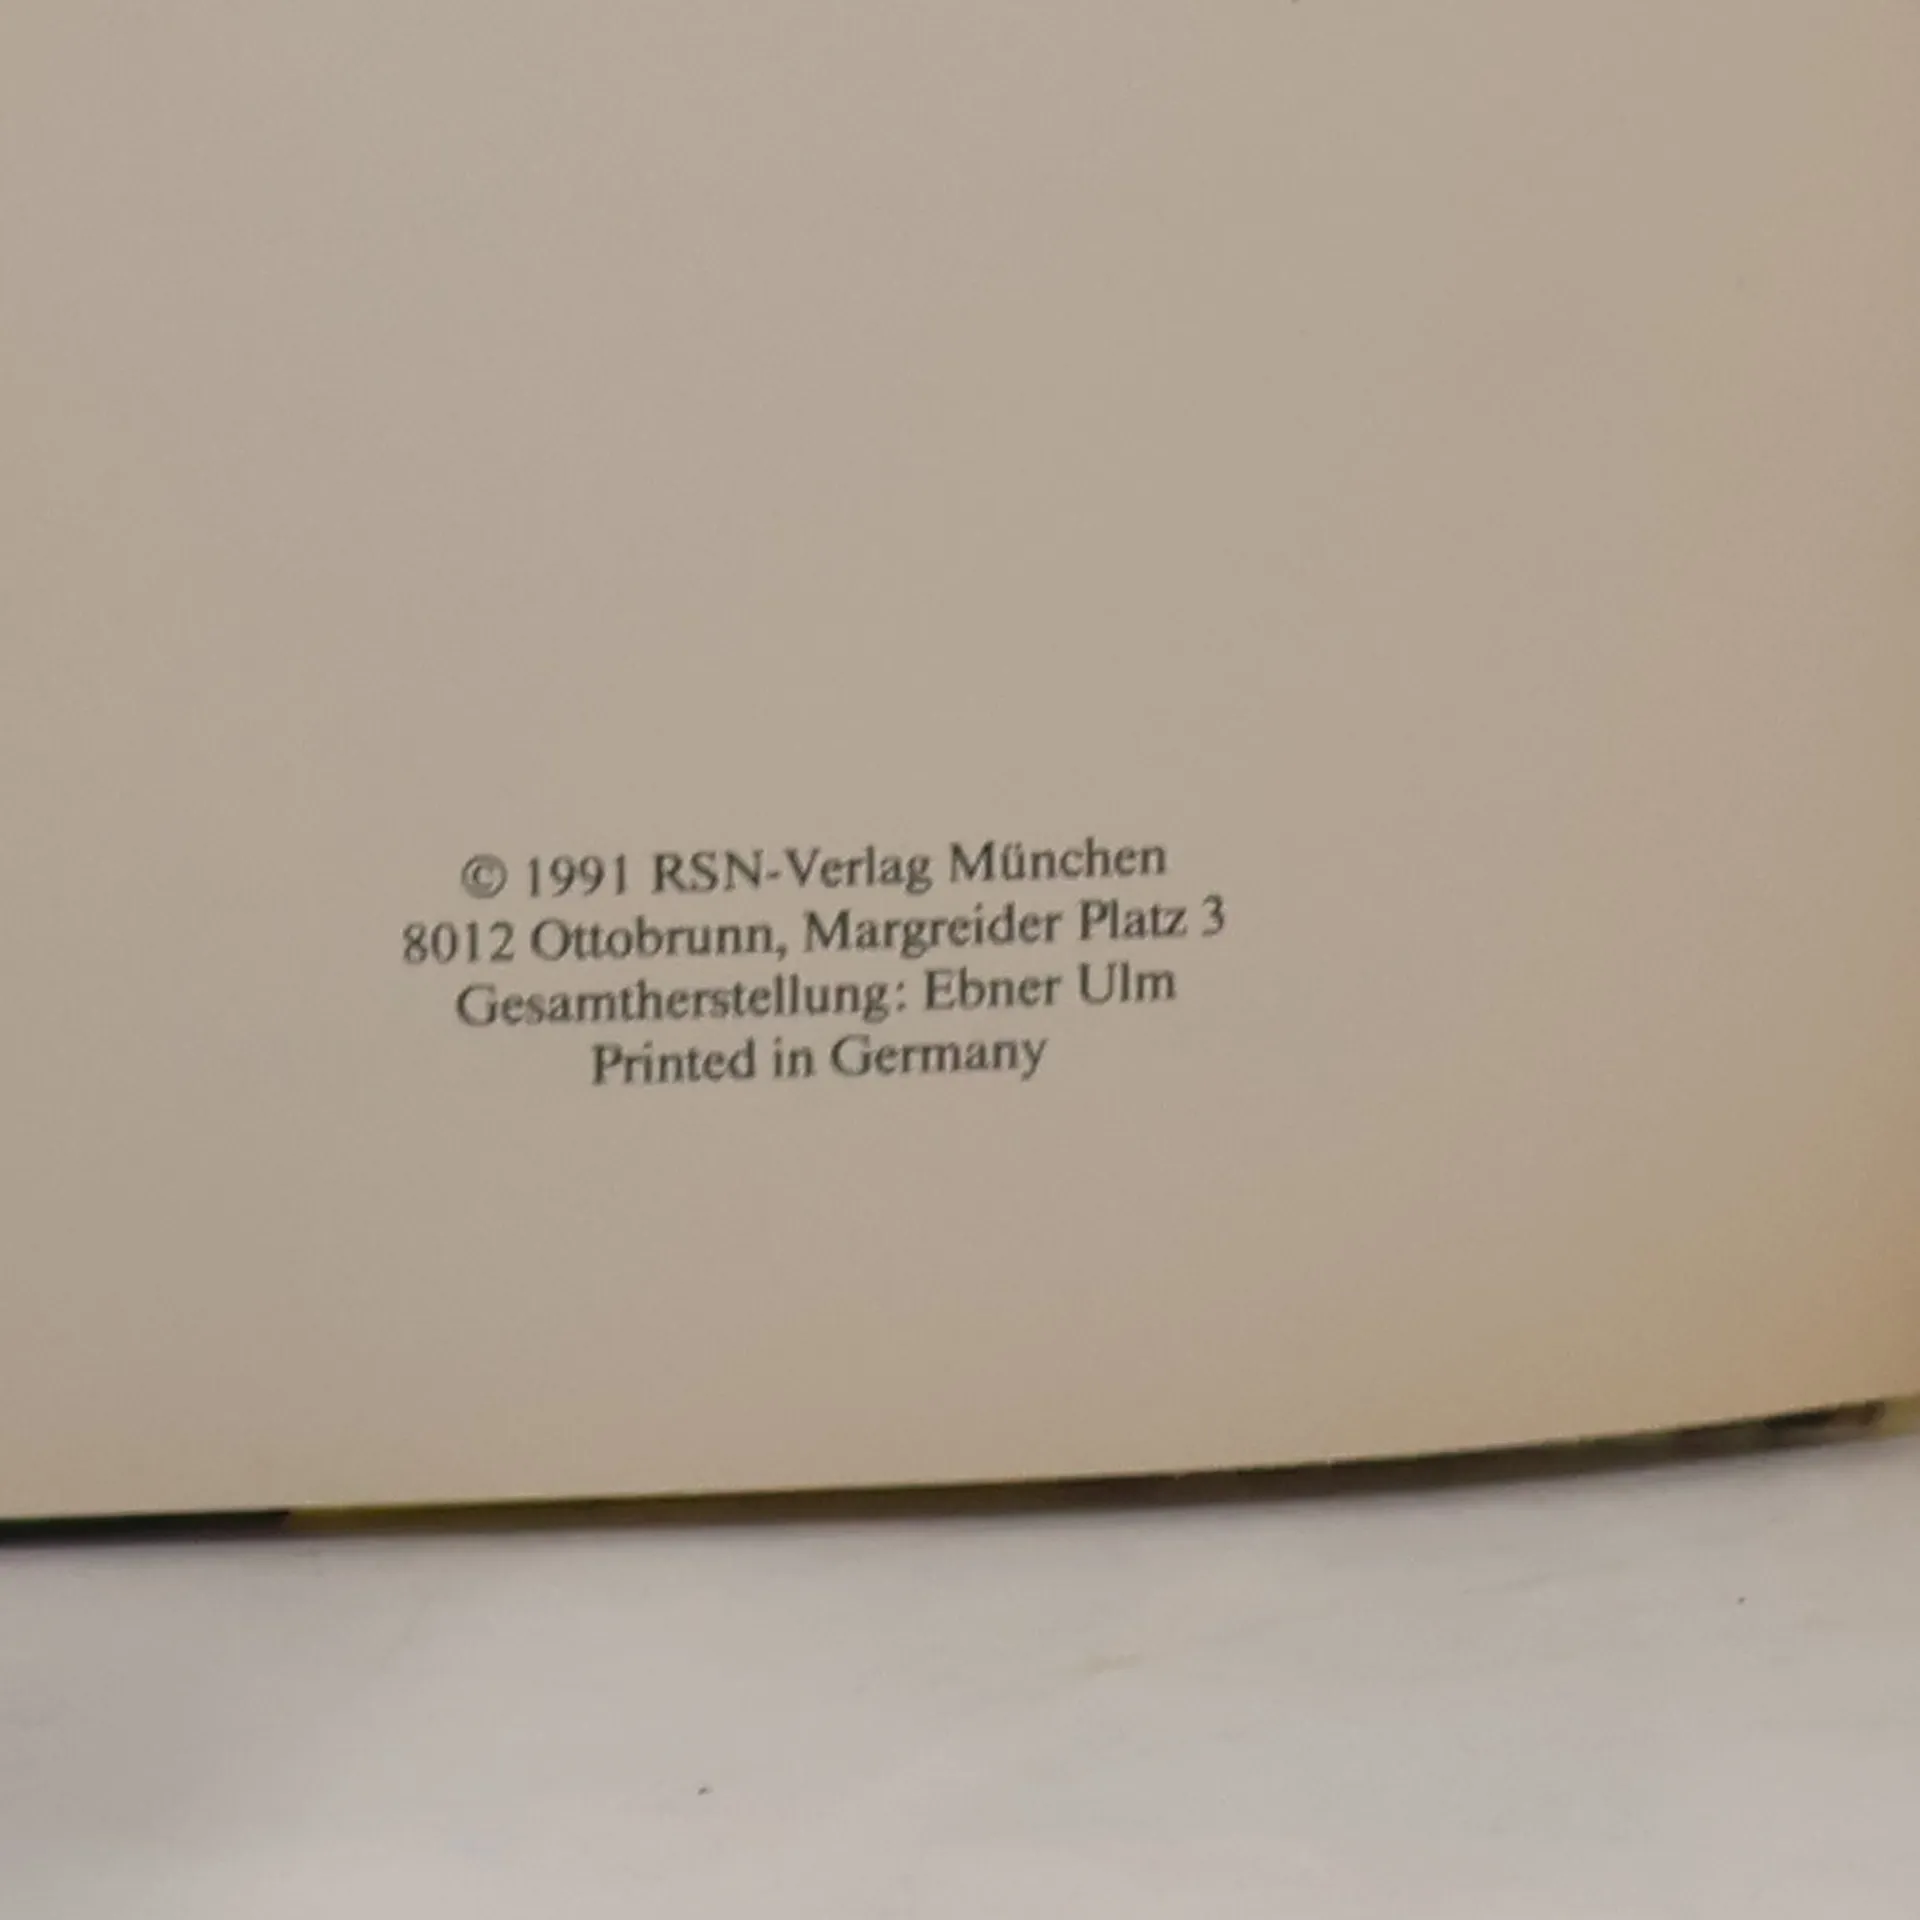 © 1991 RSN-Verlag München
8012 Ottobrunn, Margreider Platz 3
Gesamtherstellung: Ebner Ulm
Printed in Germany